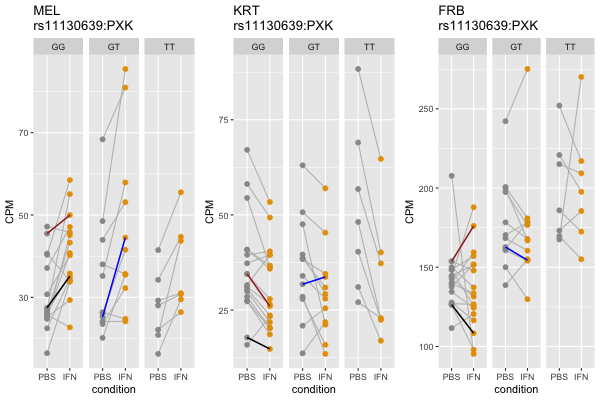 MEL
rs11130639:PXK
GG GT TT
CPM
70
50
30
PBS IFN PBS IFN PBS IFN
condition
KRT
rs11130639:PXK
GG GT TT
CPM
75
50
25
PBS IFN PBS IFN PBS IFN
condition
FRB
rs11130639:PXK
GG GT TT
CPM
250
200
150
100
PBS IFN PBS IFN PBS IFN
condition